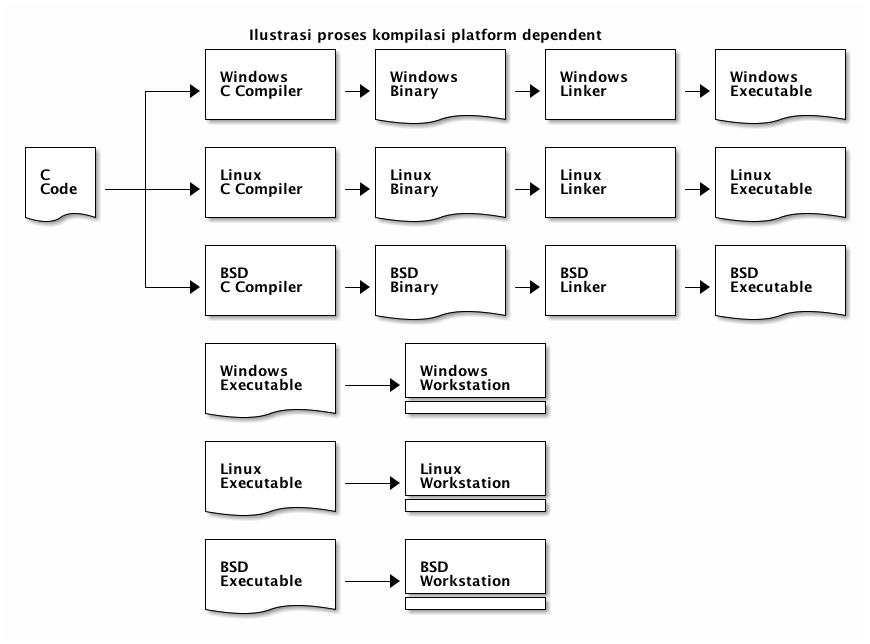 Ilustrasi proses kompilasi platform dependent
Windows
C Compiler
Windows
Binary
Windows
Linker
Windows
Executable
C
Code
Linux
C Compiler
Linux
Binary
Linux
Linker
Linux
Executable
BSD
C Compiler
BSD
Binary
BSD
Linker
BSD
Executable
Windows
Executable
Windows
Workstation
Linux
Executable
Linux
Workstation
BSD
Executable
BSD
Workstation